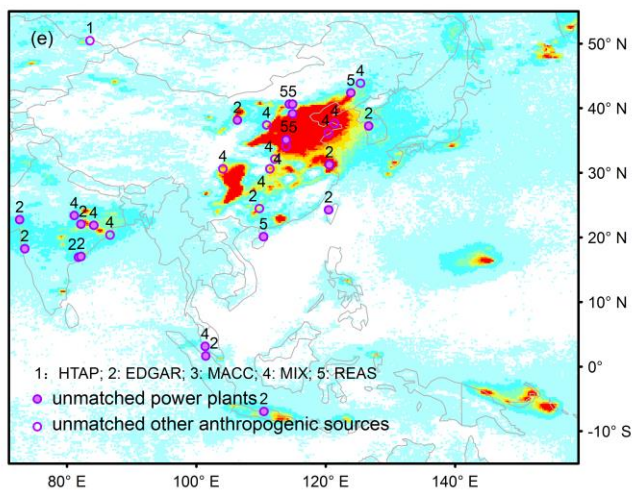 (e)
1
50° N
4
5
55
2
4
4
2
40° N
55
4
4
4
4
4
2
30° N
2
2
2
4
2
4
4
5
20° N
2
22
10° N
4
2
0°
1: HTAP; 2: EDGAR; 3: MACC; 4: MIX; 5: REAS
unmatched power plants 2
unmatched other anthropogenic sources
-10° S
80° E
100° E
120° E
140° E